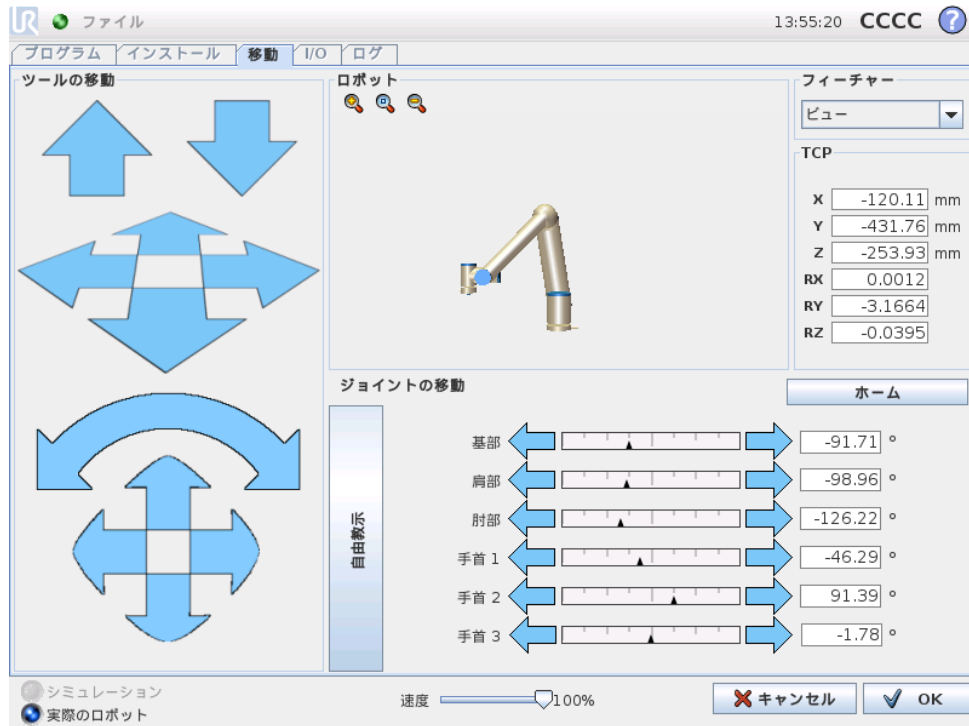 UR ファイル 13:55:20 CCCC ?
プログラム インストール 移動 I/O ログ
ツールの移動
ロボット
フィーチャー
ビュー
TCP
X -120.11 mm
Y -431.76 mm
Z -253.93 mm
RX 0.0012
RY -3.1664
RZ -0.0395
ジョイントの移動
ホーム
自由教示
基部 -91.71 °
肩部 -98.96 °
肘部 -126.22 °
手首 1 -46.29 °
手首 2 91.39 °
手首 3 -1.78 °
シミュレーション
実際のロボット
速度 100%
キャンセル
OK